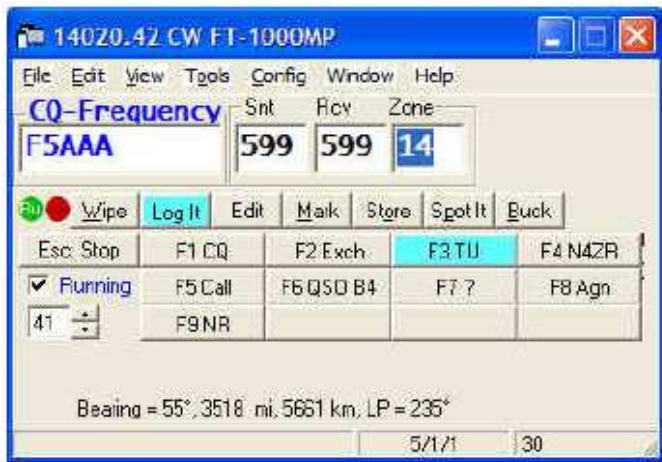 14020.42 CW FT-1000MP
File Edit View Tools Config Window Help
CQ-Frequency Snt Rcv Zone
F5AAA 599 599 14
Ru Wipe Log It Edit Mark Store Spot It Buck
Esc: Stop F1 CQ F2 Exch F3 TU F4 N4ZR
Running F5 Call F6 QSO B4 F7 ? F8 Agn
41 F9 NR
Bearing = 55°, 3518 mi, 5661 km, LP = 235°
5/1/1 30